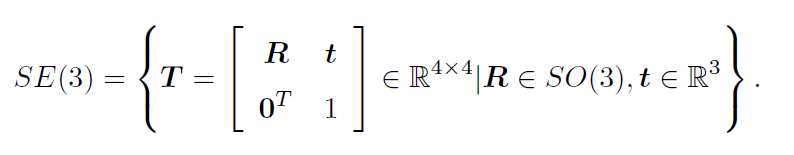 SE(3) = { T = [ R t
0^T 1 ] ∈ ℝ^{4×4} | R ∈ SO(3), t ∈ ℝ^3 } .